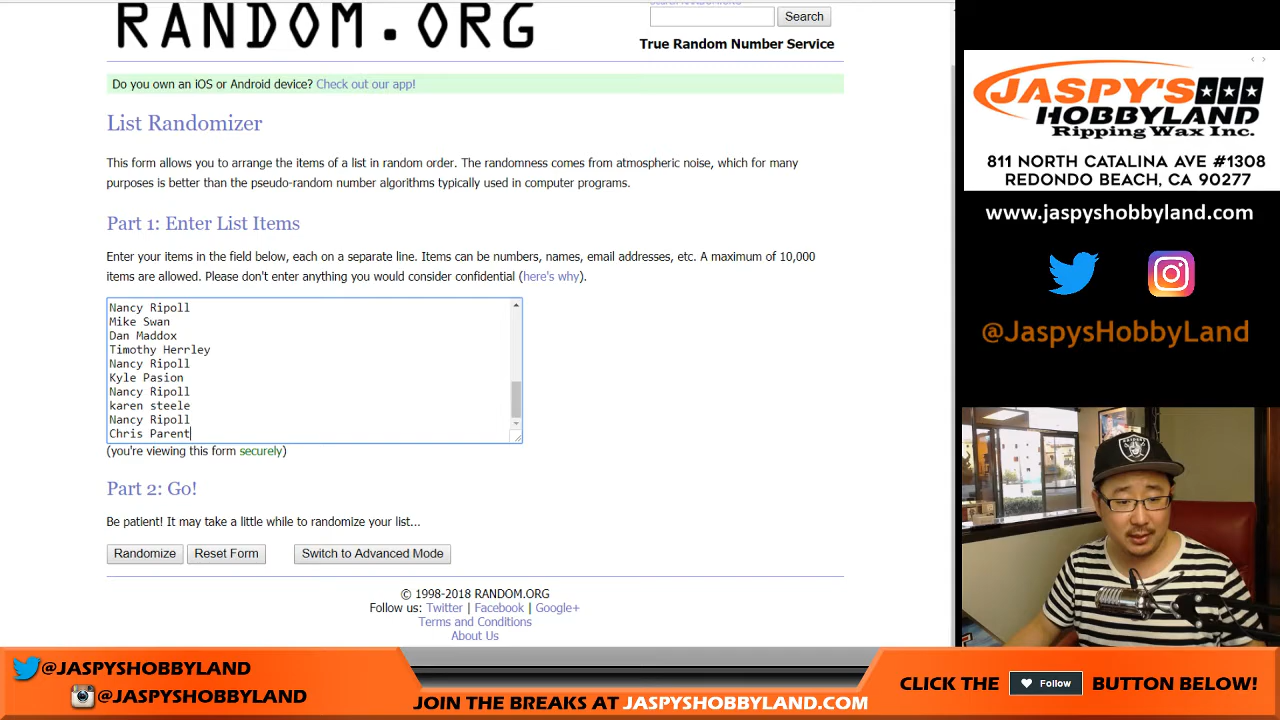 RANDOM.ORG
Search
True Random Number Service
Do you own an iOS or Android device? Check out our app!
List Randomizer
This form allows you to arrange the items of a list in random order. The randomness comes from atmospheric noise, which for many
purposes is better than the pseudo-random number algorithms typically used in computer programs.
Part 1: Enter List Items
Enter your items in the field below, each on a separate line. Items can be numbers, names, email addresses, etc. A maximum of 10,000
items are allowed. Please don't enter anything you would consider confidential (here's why).
Nancy Ripoll
Mike Swan
Dan Maddox
Timothy Herrley
Nancy Ripoll
Kyle Pasion
Nancy Ripoll
karen steele
Nancy Ripoll
Chris Parent
(you're viewing this form securely)
Part 2: Go!
Be patient! It may take a little while to randomize your list...
Randomize Reset Form Switch to Advanced Mode
© 1998-2018 RANDOM.ORG
Follow us: Twitter | Facebook | Google+
Terms and Conditions
About Us
JASPY'S
HOBBYLAND
Ripping Wax Inc.
811 NORTH CATALINA AVE #1308
REDONDO BEACH, CA 90277
www.jaspyshobbyland.com
@JaspysHobbyLand
RAIDERS
@JASPYSHOBBYLAND
@JASPYSHOBBYLAND
JOIN THE BREAKS AT JASPYSHOBBYLAND.COM
CLICK THE Follow BUTTON BELOW!